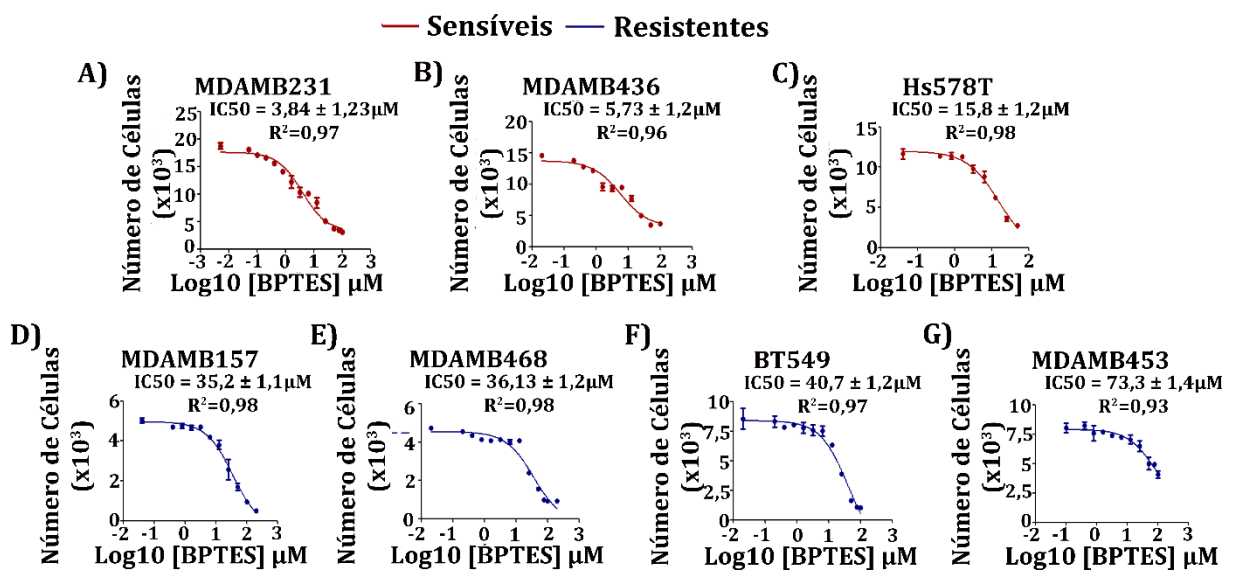 Sensíveis Resistentes
A)
MDAMB231
IC50 = 3,84 ± 1,23µM
R²=0,97
Número de Células
(x10³)
25
20
15
10
5
0
-3 -2 -1 0 1 2 3
Log10 [BPTES] µM
B)
MDAMB436
IC50 = 5,73 ± 1,2µM
R²=0,96
Número de Células
(x10³)
20
15
10
5
0
-2 -1 0 1 2 3
Log10 [BPTES] µM
C)
Hs578T
IC50 = 15,8 ± 1,2µM
R²=0,98
Número de Células
(x10³)
15
10
5
0
-2 -1 0 1 2
Log10 [BPTES] µM
D)
MDAMB157
IC50 = 35,2 ± 1,1µM
R²=0,98
Número de Células
(x10³)
6
4
2
0
-2 -1 0 1 2 3
Log10 [BPTES] µM
E)
MDAMB468
IC50 = 36,13 ± 1,2µM
R²=0,98
Número de Células
(x10³)
6
4
2
0
-2 -1 0 1 2 3
Log10 [BPTES] µM
F)
BT549
IC50 = 40,7 ± 1,2µM
R²=0,97
Número de Células
(x10³)
10
7,5
5
2,5
0
-2 -1 0 1 2 3
Log10 [BPTES] µM
G)
MDAMB453
IC50 = 73,3 ± 1,4µM
R²=0,93
Número de Células
(x10³)
10
7,5
5
2,5
0
-2 -1 0 1 2 3
Log10 [BPTES] µM